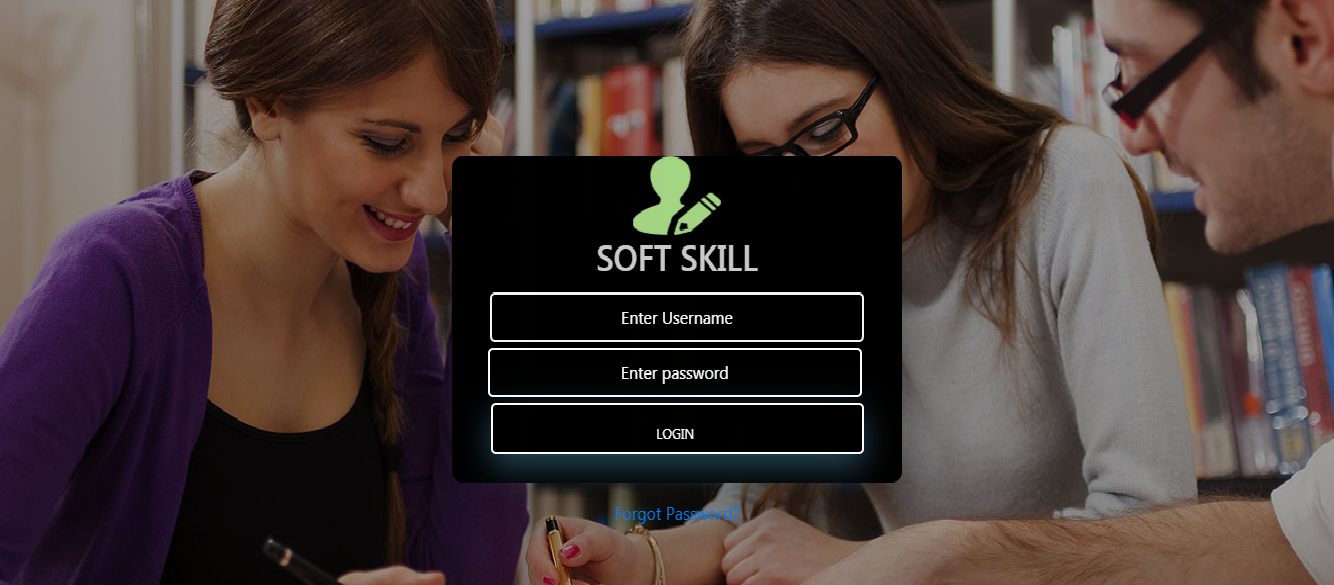 SOFT SKILL
Enter Username
Enter password
LOGIN
Forgot Password?